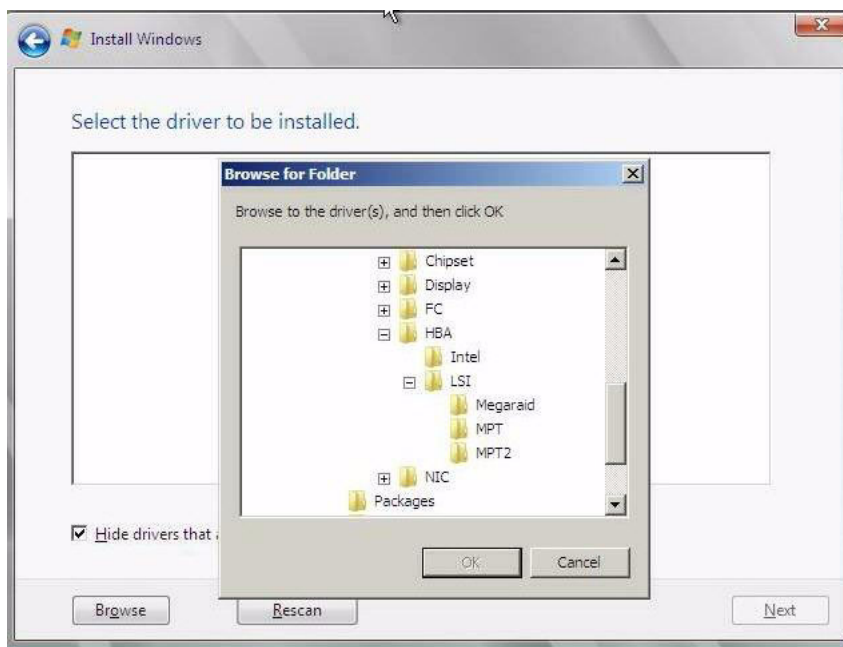 Install Windows
Select the driver to be installed.
Browse for Folder
Browse to the driver(s), and then click OK
Chipset
Display
FC
HBA
Intel
LSI
Megaraid
MPT
MPT2
NIC
Packages
Hide drivers that
OK
Cancel
Browse
Rescan
Next